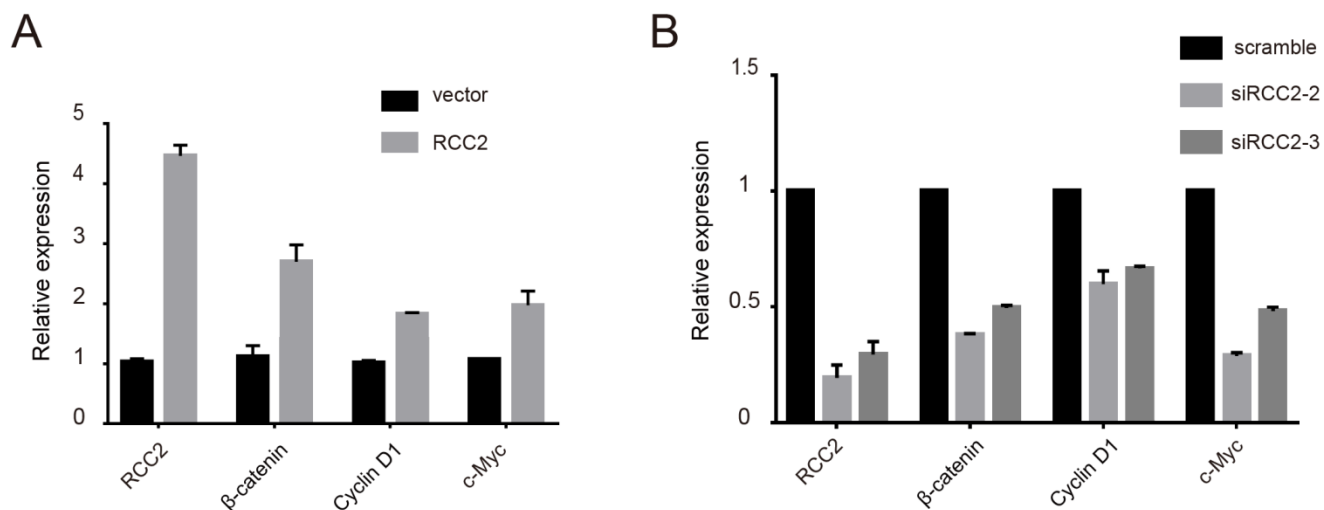 A
vector
RCC2
Relative expression
5
4
3
2
1
0
RCC2
β-catenin
Cyclin D1
c-Myc
B
scramble
siRCC2-2
siRCC2-3
Relative expression
1.5
1
0.5
0
RCC2
β-catenin
Cyclin D1
c-Myc